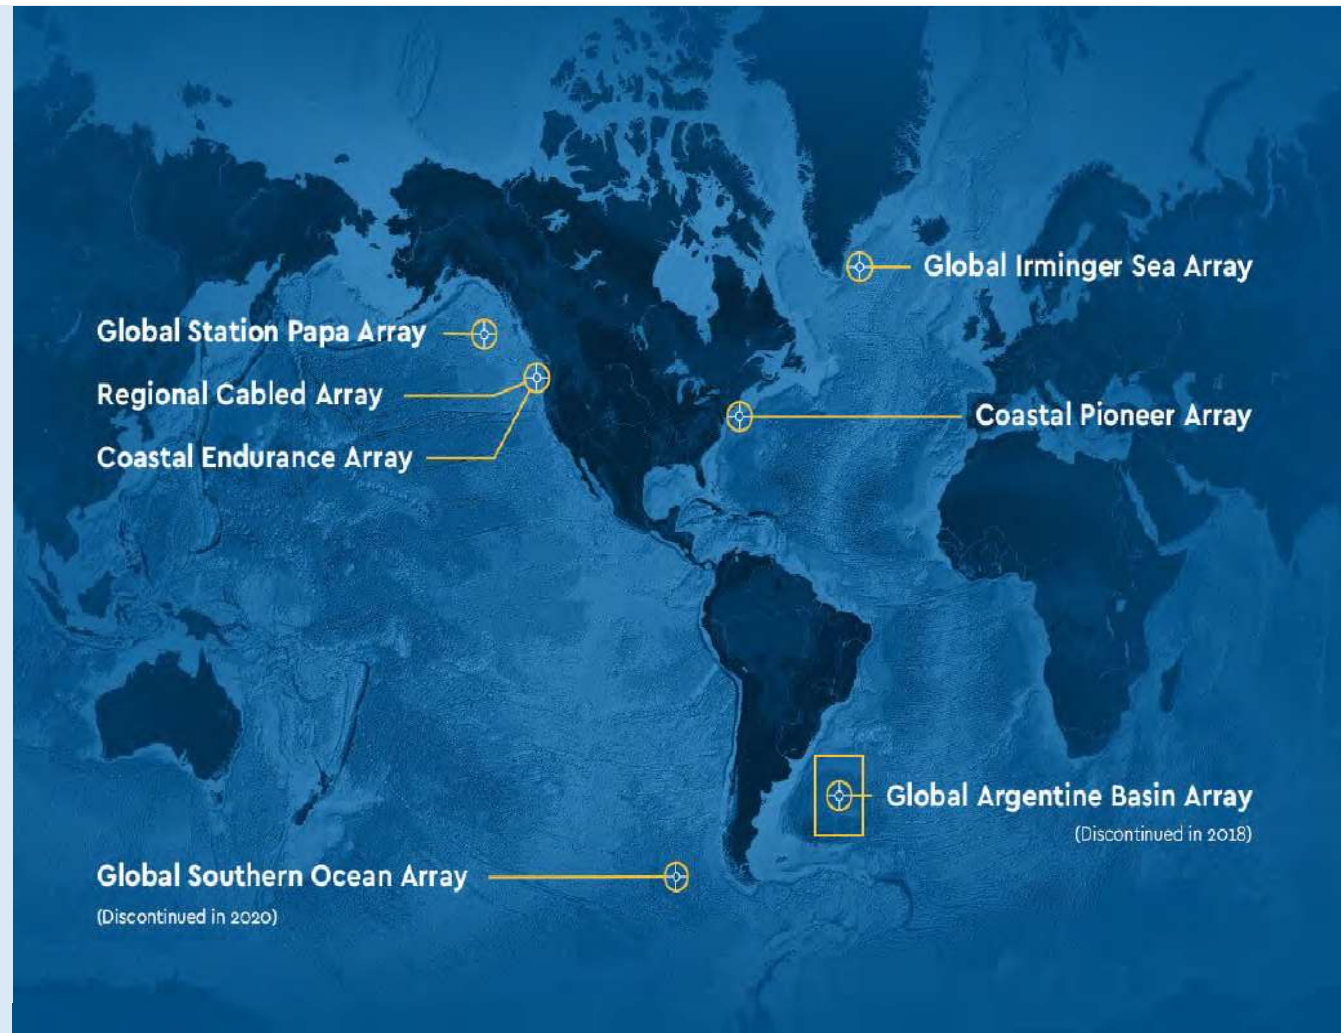 Global Irminger Sea Array
Global Station Papa Array
Regional Cabled Array
Coastal Pioneer Array
Coastal Endurance Array
Global Argentine Basin Array
(Discontinued in 2018)
Global Southern Ocean Array
(Discontinued in 2020)